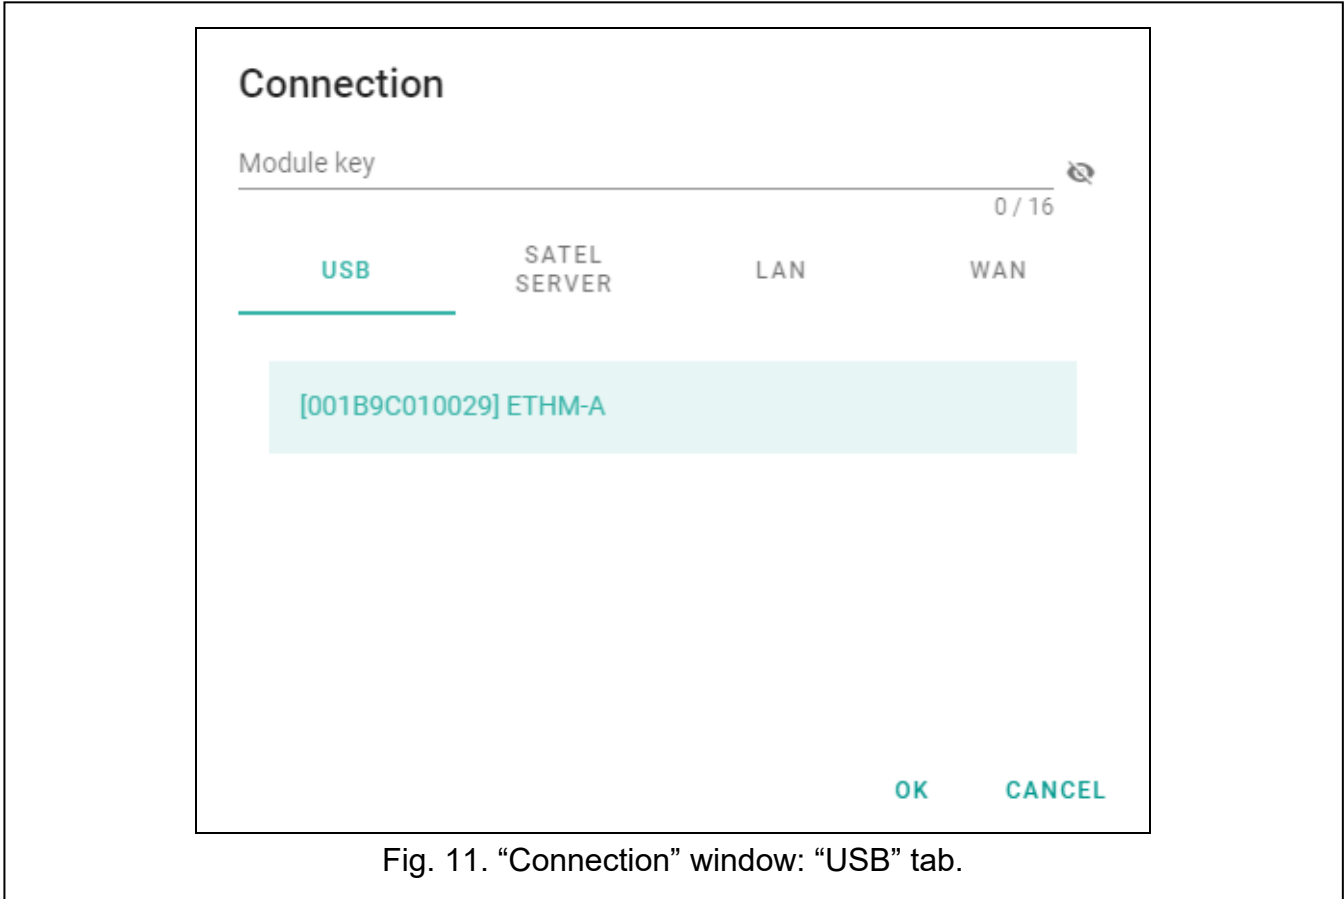 Connection
Module key
0 / 16
USB
SATEL
SERVER
LAN
WAN
[001B9C010029] ETHM-A
OK
CANCEL
Fig. 11. “Connection” window: “USB” tab.